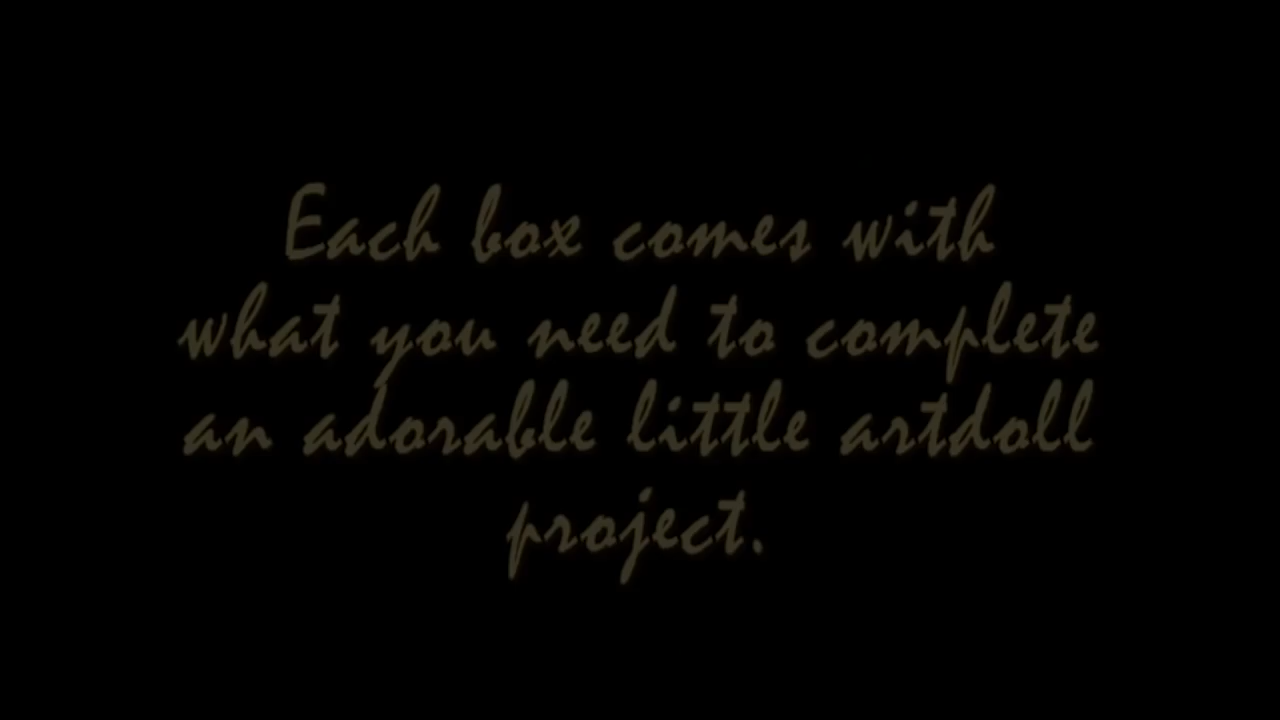 Each box comes with
what you need to complete
an adorable little artdoll
project.